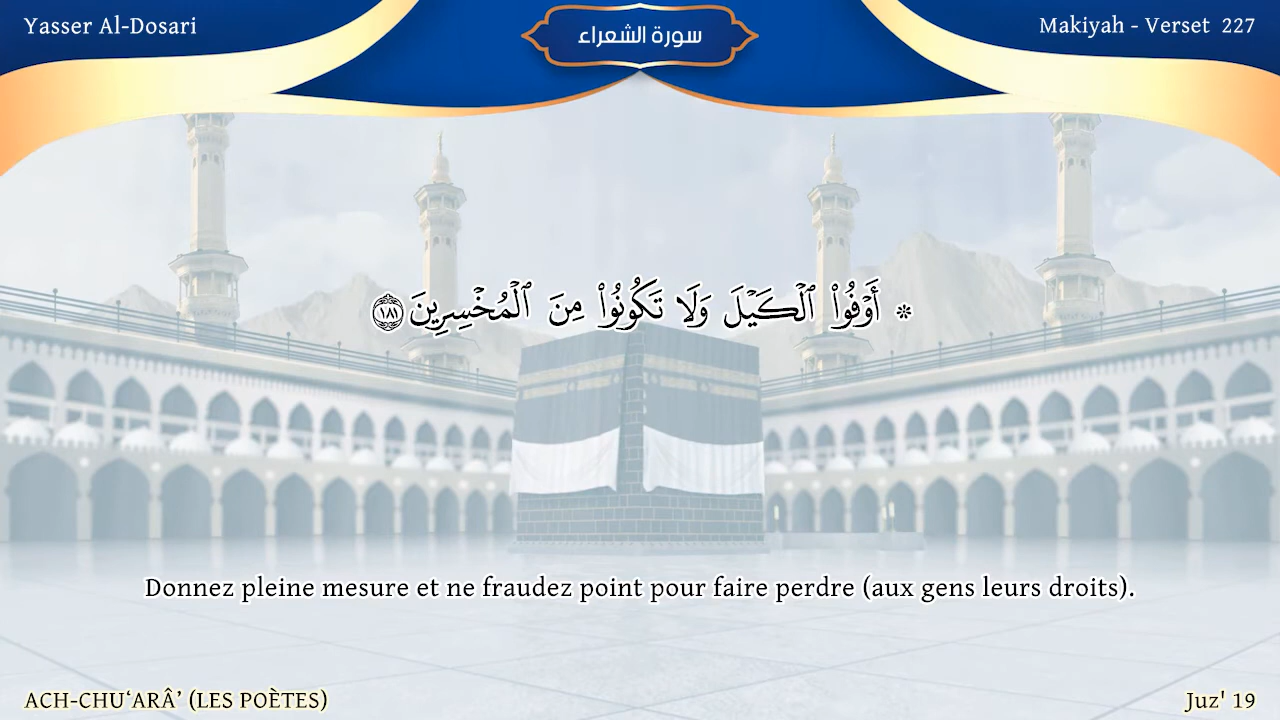 Yasser Al-Dosari
سورة الشعراء
Makiyah - Verset 227
۞ أَوْفُوا۟ ٱلْكَيْلَ وَلَا تَكُونُوا۟ مِنَ ٱلْمُخْسِرِينَ ١٨١
Donnez pleine mesure et ne fraudez point pour faire perdre (aux gens leurs droits).
ACH-CHU‘ARÂ’ (LES POÈTES)
Juz' 19